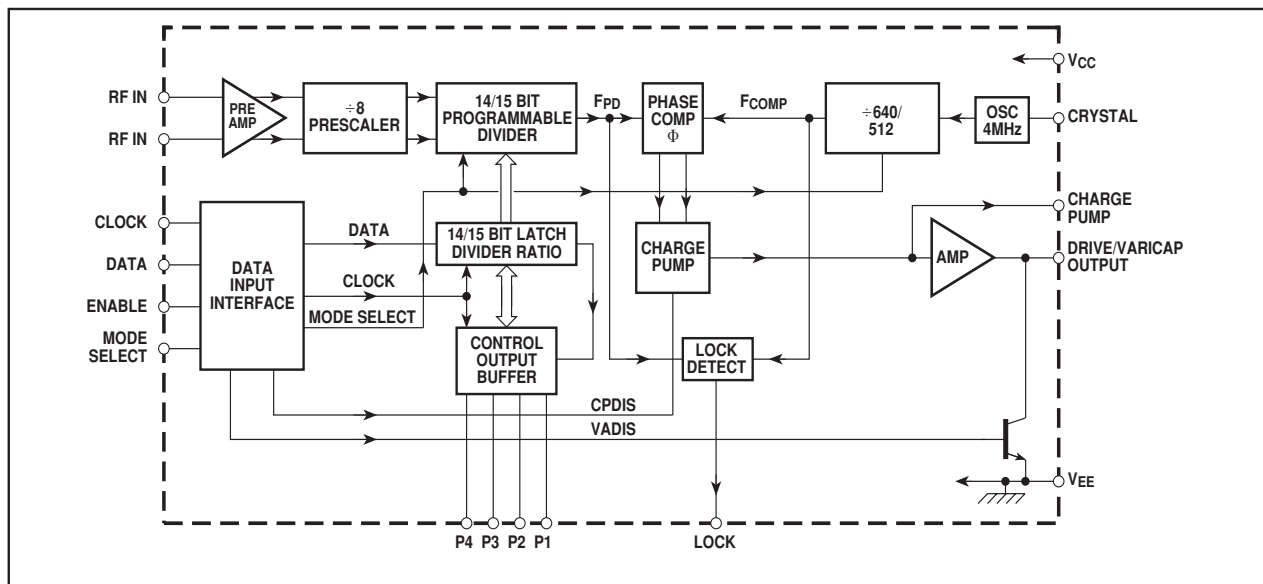 RF IN
RF IN
PRE
AMP
÷8
PRESCALER
14/15 BIT
PROGRAMMABLE
DIVIDER
FPD
PHASE
COMP
Φ
FCOMP
÷640/
512
OSC
4MHz
VCC
CRYSTAL
CHARGE
PUMP
DRIVE/VARICAP
OUTPUT
CLOCK
DATA
ENABLE
MODE
SELECT
DATA
INPUT
INTERFACE
DATA
CLOCK
MODE SELECT
14/15 BIT LATCH
DIVIDER RATIO
CONTROL
OUTPUT
BUFFER
CHARGE
PUMP
AMP
LOCK
DETECT
CPDIS
VADIS
VEE
P4 P3 P2 P1
LOCK